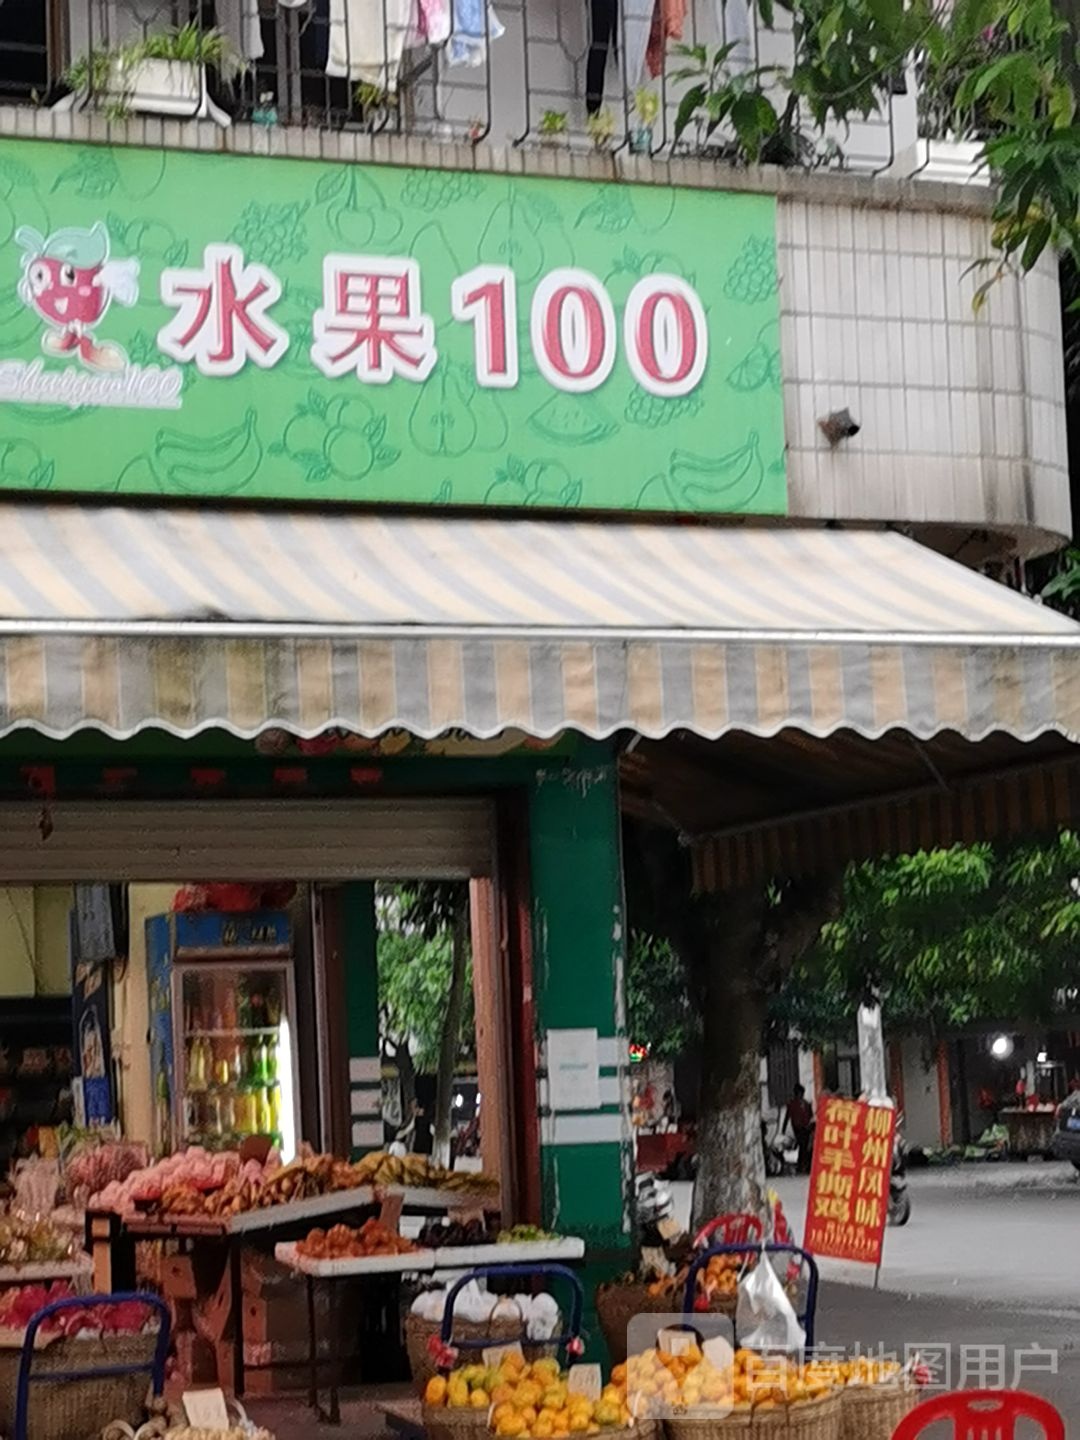 水果100
Shuiguo100
柳州风味
荷叶手撕鸡
百度地图用户